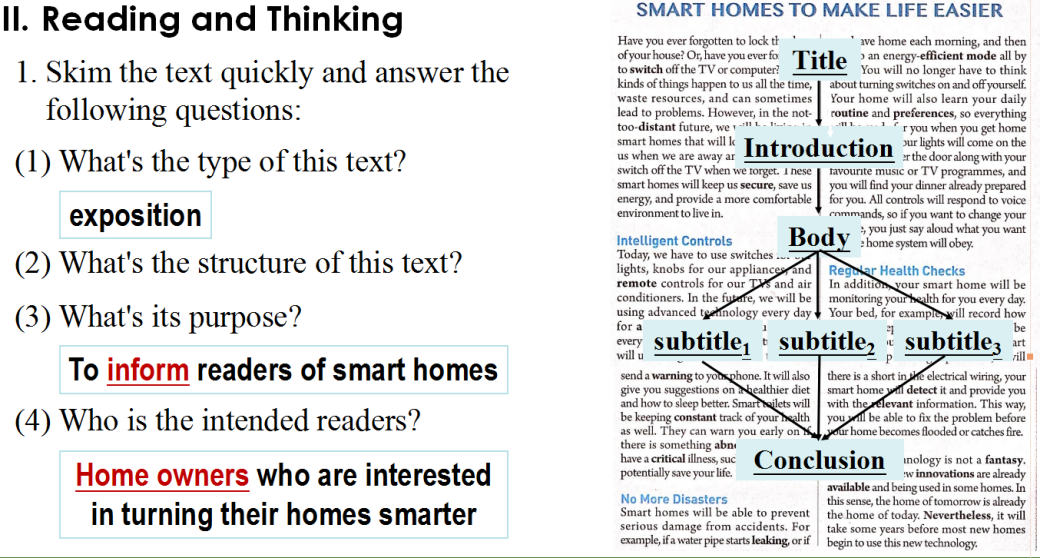 II. Reading and Thinking
1. Skim the text quickly and answer the
following questions:
(1) What's the type of this text?
exposition
(2) What's the structure of this text?
(3) What's its purpose?
To inform readers of smart homes
(4) Who is the intended readers?
Home owners who are interested
in turning their homes smarter
SMART HOMES TO MAKE LIFE EASIER
Title
Introduction
Body
subtitle1 subtitle2 subtitle3
Conclusion
Have you ever forgotten to lock
of your house? Or, have you ever
to switch off the TV or computer?
kinds of things happen to us all the time,
waste resources, and can sometimes
lead to problems. However, in the not-
too-distant future, we
smart homes that will
us when we are away
switch off the TV when we forget. These
smart homes will keep us secure, save us
energy, and provide a more comfortable
environment to live in.
Intelligent Controls
Today, we have to use switches
lights, knobs for our appliances, and
remote controls for our TVs and air
conditioners. In the future, we will be
using advanced technology every day
for
every
will
send a warning to your phone. It will also
give you suggestions on a healthier diet
and how to sleep better. Smart toilets will
be keeping constant track of your health
as well. They can warn you early on if
there is something
have a critical illness,
potentially save your life.
No More Disasters
Smart homes will be able to prevent
serious damage from accidents. For
example, if a water pipe starts leaking, or if
home each morning, and then
an energy-efficient mode all by
You will no longer have to think
about turning switches on and off yourself.
Your home will also learn your daily
routine and preferences, so everything
you when you get home
lights will come on the
the door along with your
favourite music or TV programmes, and
you will find your dinner already prepared
for you. All controls will respond to voice
commands, so if you want to change your
you just say aloud what you want
home system will obey.
Regular Health Checks
In addition, your smart home will be
monitoring your health for you every day.
Your bed, for example, will record how
be
there is a short in the electrical wiring, your
smart home will detect it and provide you
with the relevant information. This way,
you will be able to fix the problem before
your home becomes flooded or catches fire.
is not a fantasy.
innovations are already
available and being used in some homes. In
this sense, the home of tomorrow is already
the home of today. Nevertheless, it will
take some years before most new homes
begin to use this new technology.